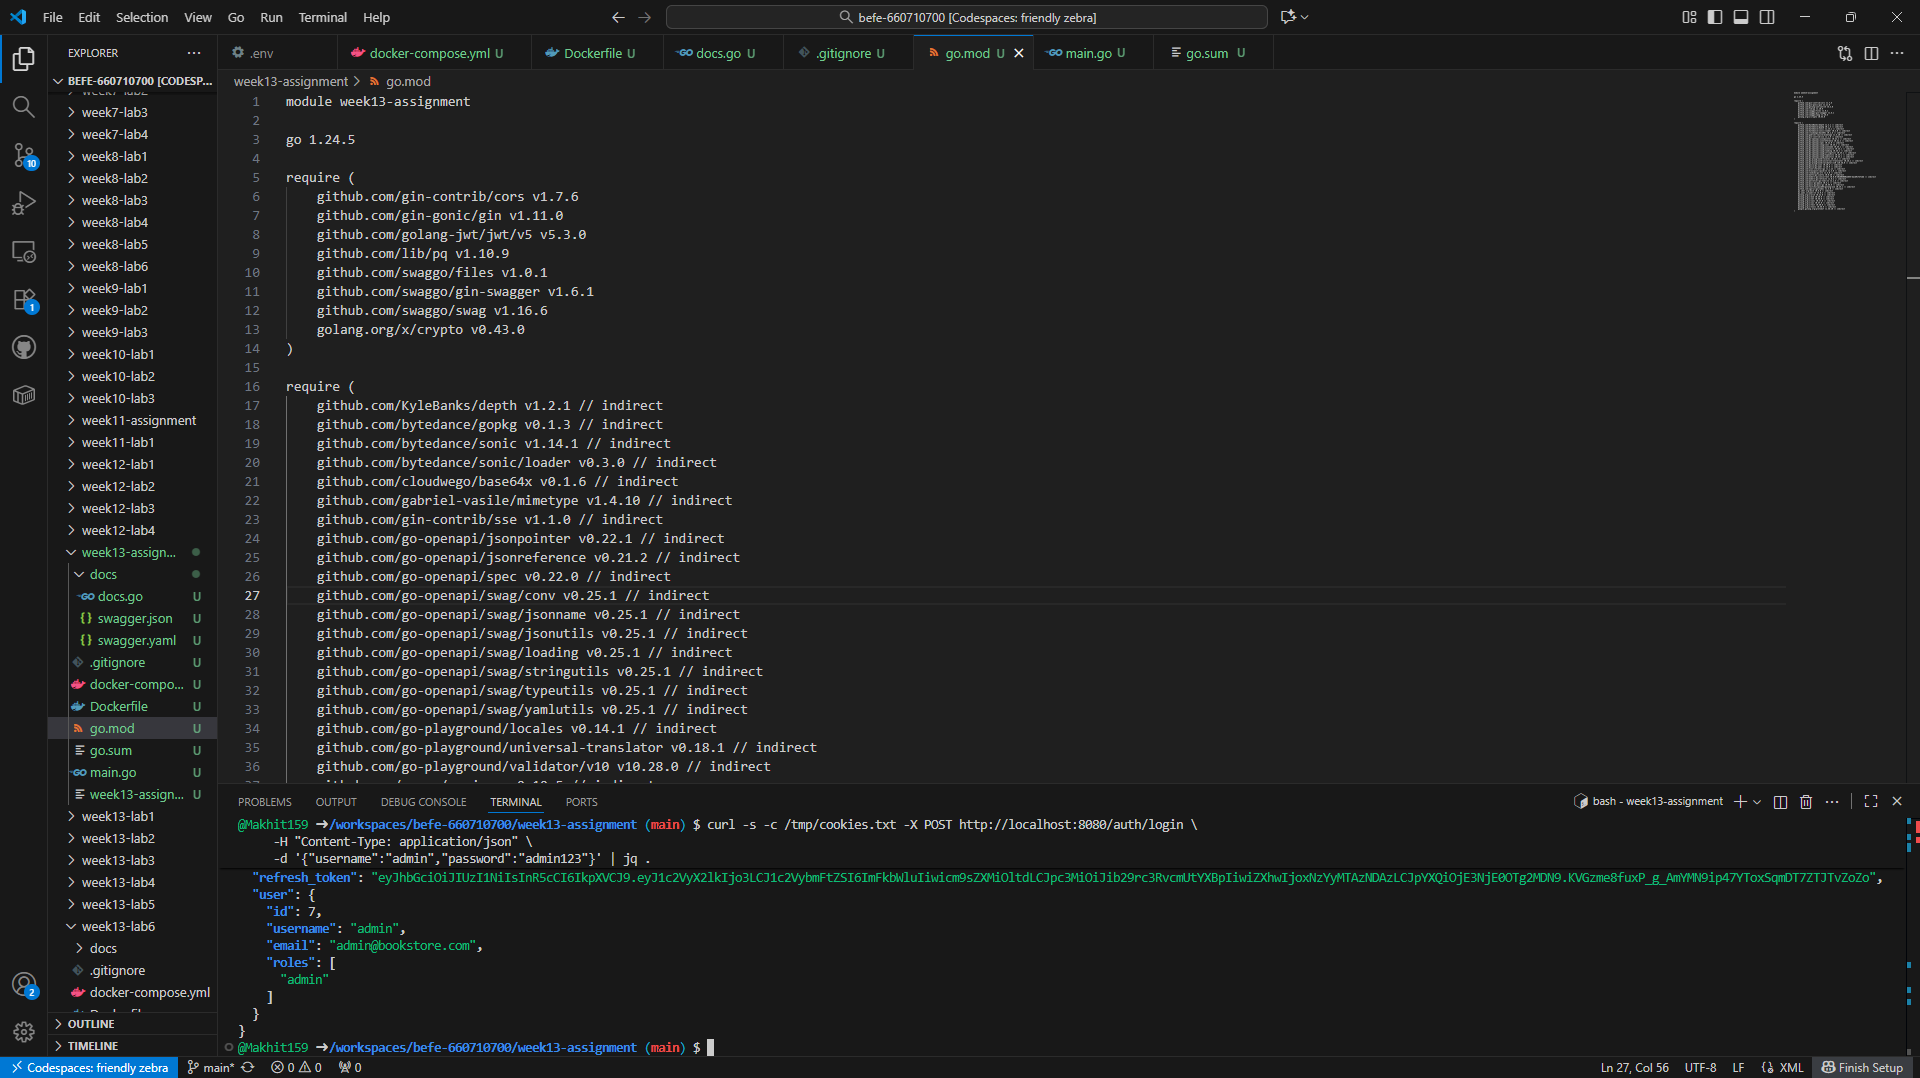 File Edit Selection View Go Run Terminal Help
befe-660710700 [Codespaces: friendly zebra]
EXPLORER
BEFE-660710700 [CODESP...
week7-lab3
week7-lab4
week8-lab1
week8-lab2
week8-lab3
week8-lab4
week8-lab5
week8-lab6
week9-lab1
week9-lab2
week9-lab3
week10-lab1
week10-lab2
week10-lab3
week11-assignment
week11-lab1
week12-lab1
week12-lab2
week12-lab3
week12-lab4
week13-assign...
docs
docs.go U
swagger.json U
swagger.yaml U
.gitignore U
docker-compo... U
Dockerfile U
go.mod U
go.sum U
main.go U
week13-assign... U
week13-lab1
week13-lab2
week13-lab3
week13-lab4
week13-lab5
week13-lab6
docs
.gitignore
docker-compose.yml
OUTLINE
TIMELINE
10
1
2
.env docker-compose.yml U Dockerfile U docs.go U .gitignore U go.mod U main.go U go.sum U
week13-assignment > go.mod
1 module week13-assignment
2
3 go 1.24.5
4
5 require (
6 github.com/gin-contrib/cors v1.7.6
7 github.com/gin-gonic/gin v1.11.0
8 github.com/golang-jwt/jwt/v5 v5.3.0
9 github.com/lib/pq v1.10.9
10 github.com/swaggo/files v1.0.1
11 github.com/swaggo/gin-swagger v1.6.1
12 github.com/swaggo/swag v1.16.6
13 golang.org/x/crypto v0.43.0
14 )
15
16 require (
17 github.com/KyleBanks/depth v1.2.1 // indirect
18 github.com/bytedance/gopkg v0.1.3 // indirect
19 github.com/bytedance/sonic v1.14.1 // indirect
20 github.com/bytedance/sonic/loader v0.3.0 // indirect
21 github.com/cloudwego/base64x v0.1.6 // indirect
22 github.com/gabriel-vasile/mimetype v1.4.10 // indirect
23 github.com/gin-contrib/sse v1.1.0 // indirect
24 github.com/go-openapi/jsonpointer v0.22.1 // indirect
25 github.com/go-openapi/jsonreference v0.21.2 // indirect
26 github.com/go-openapi/spec v0.22.0 // indirect
27 github.com/go-openapi/swag/conv v0.25.1 // indirect
28 github.com/go-openapi/swag/jsonname v0.25.1 // indirect
29 github.com/go-openapi/swag/jsonutils v0.25.1 // indirect
30 github.com/go-openapi/swag/loading v0.25.1 // indirect
31 github.com/go-openapi/swag/stringutils v0.25.1 // indirect
32 github.com/go-openapi/swag/typeutils v0.25.1 // indirect
33 github.com/go-openapi/swag/yamlutils v0.25.1 // indirect
34 github.com/go-playground/locales v0.14.1 // indirect
35 github.com/go-playground/universal-translator v0.18.1 // indirect
36 github.com/go-playground/validator/v10 v10.28.0 // indirect
PROBLEMS OUTPUT DEBUG CONSOLE TERMINAL PORTS
bash - week13-assignment
@Makhit159 ➜/workspaces/befe-660710700/week13-assignment (main) $ curl -s -c /tmp/cookies.txt -X POST http://localhost:8080/auth/login \
-H "Content-Type: application/json" \
-d '{"username":"admin","password":"admin123"}' | jq .
"refresh_token":
"user": {
"id": 7,
"username": "admin",
"email": "admin@bookstore.com",
"roles": [
"admin"
]
}
}
@Makhit159 ➜/workspaces/befe-660710700/week13-assignment (main) $
Codespaces: friendly zebra main* 0 0 0
Ln 27, Col 56 UTF-8 LF XML Finish Setup